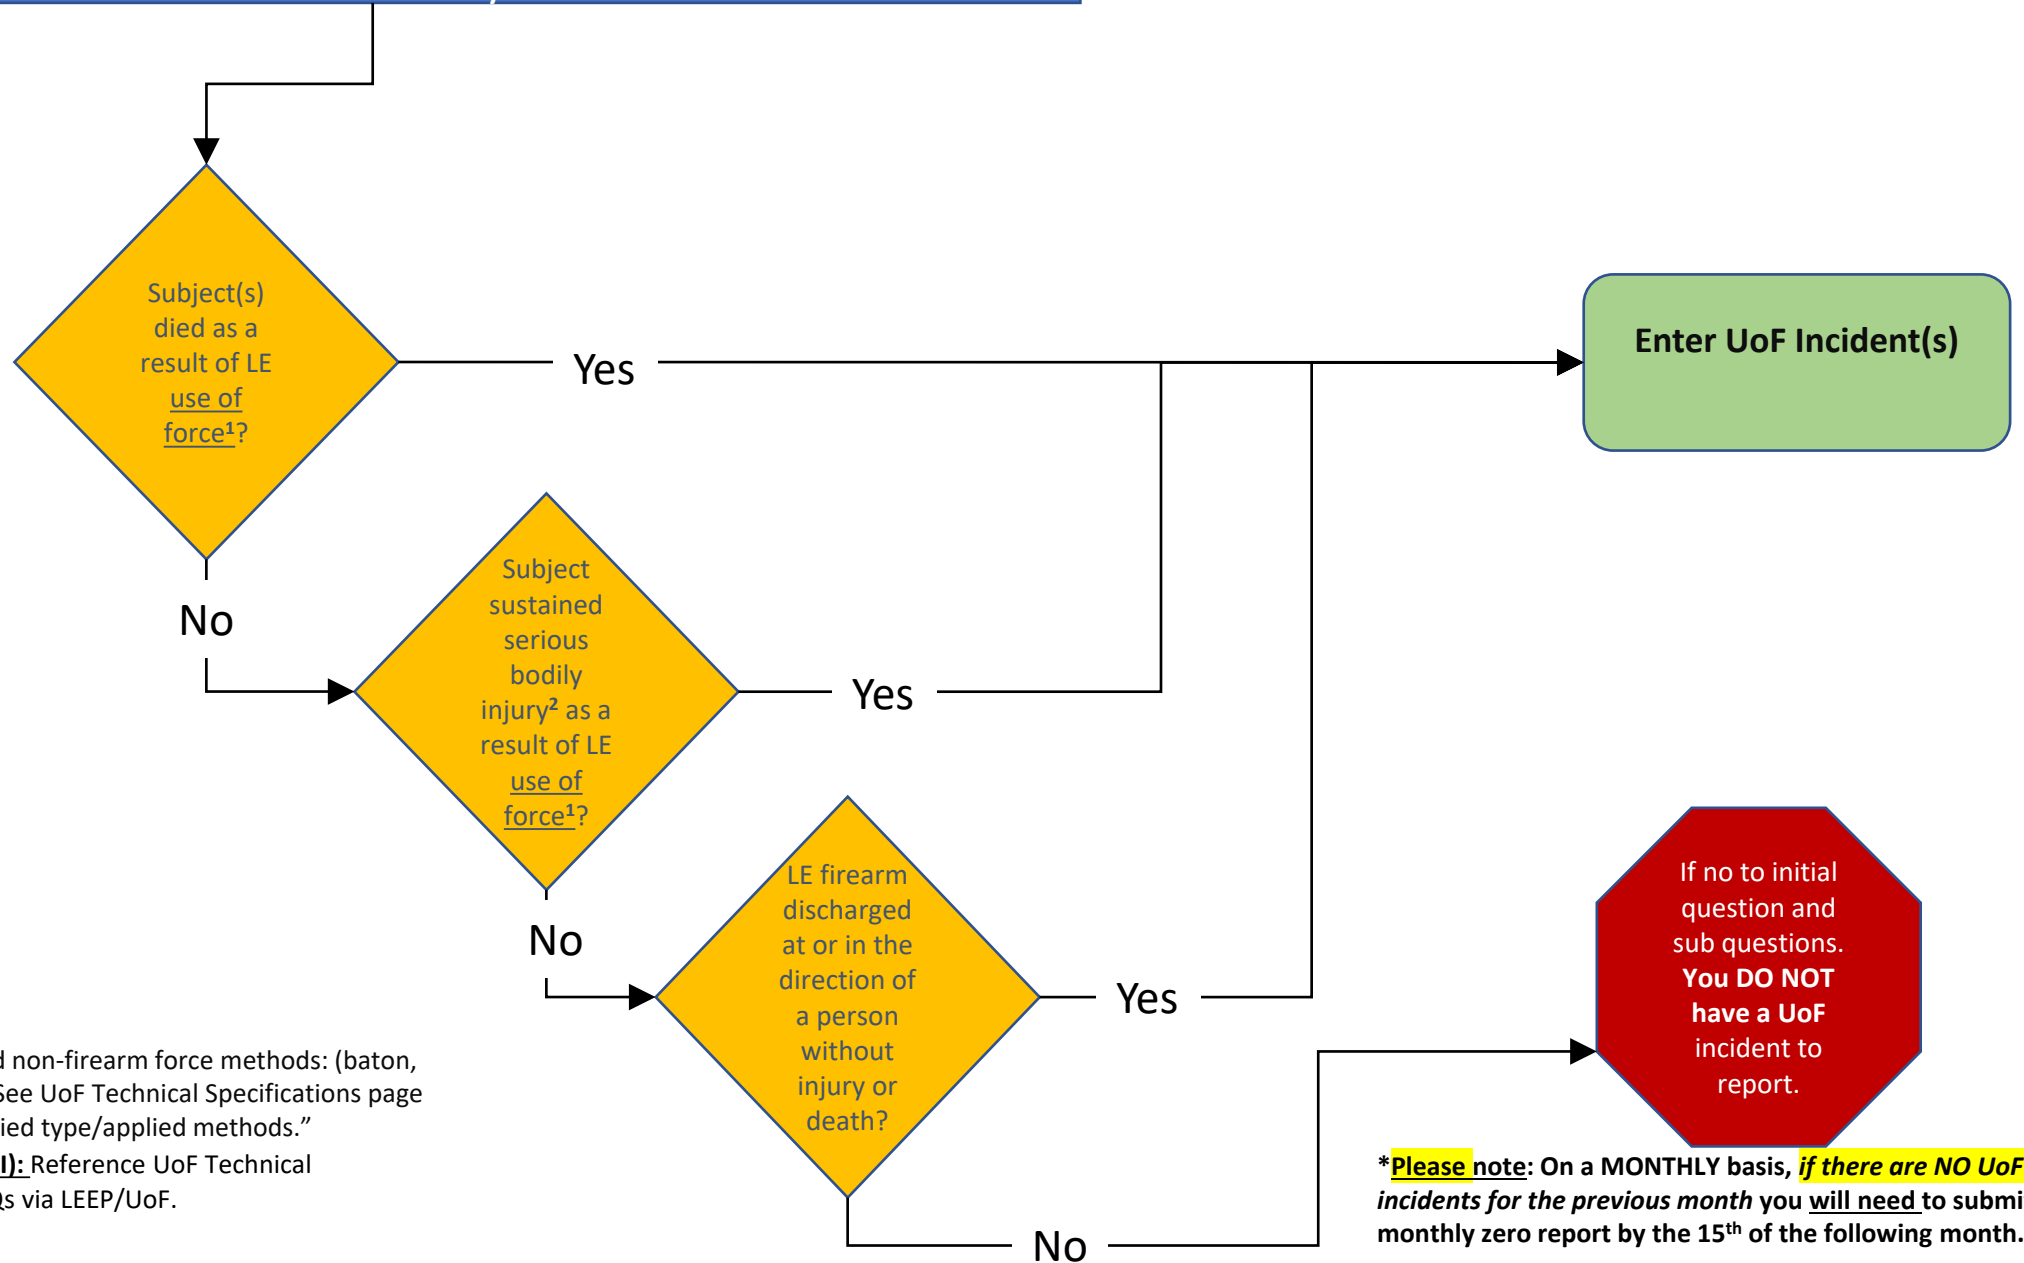 Subject(s)
died as a
result of LE
use of
force¹?
Yes
Enter UoF Incident(s)
No
Subject
sustained
serious
bodily
injury² as a
result of LE
use of
force¹?
Yes
No
LE firearm
discharged
at or in the
direction of
a person
without
injury or
death?
Yes
No
If no to initial
question and
sub questions.
You DO NOT
have a UoF
incident to
report.
non-firearm force methods: (baton,
See UoF Technical Specifications page
type/applied methods.”
Reference UoF Technical
via LEEP/UoF.
*Please note: On a MONTHLY basis, if there are NO UoF
incidents for the previous month you will need to submi
monthly zero report by the 15th of the following month.